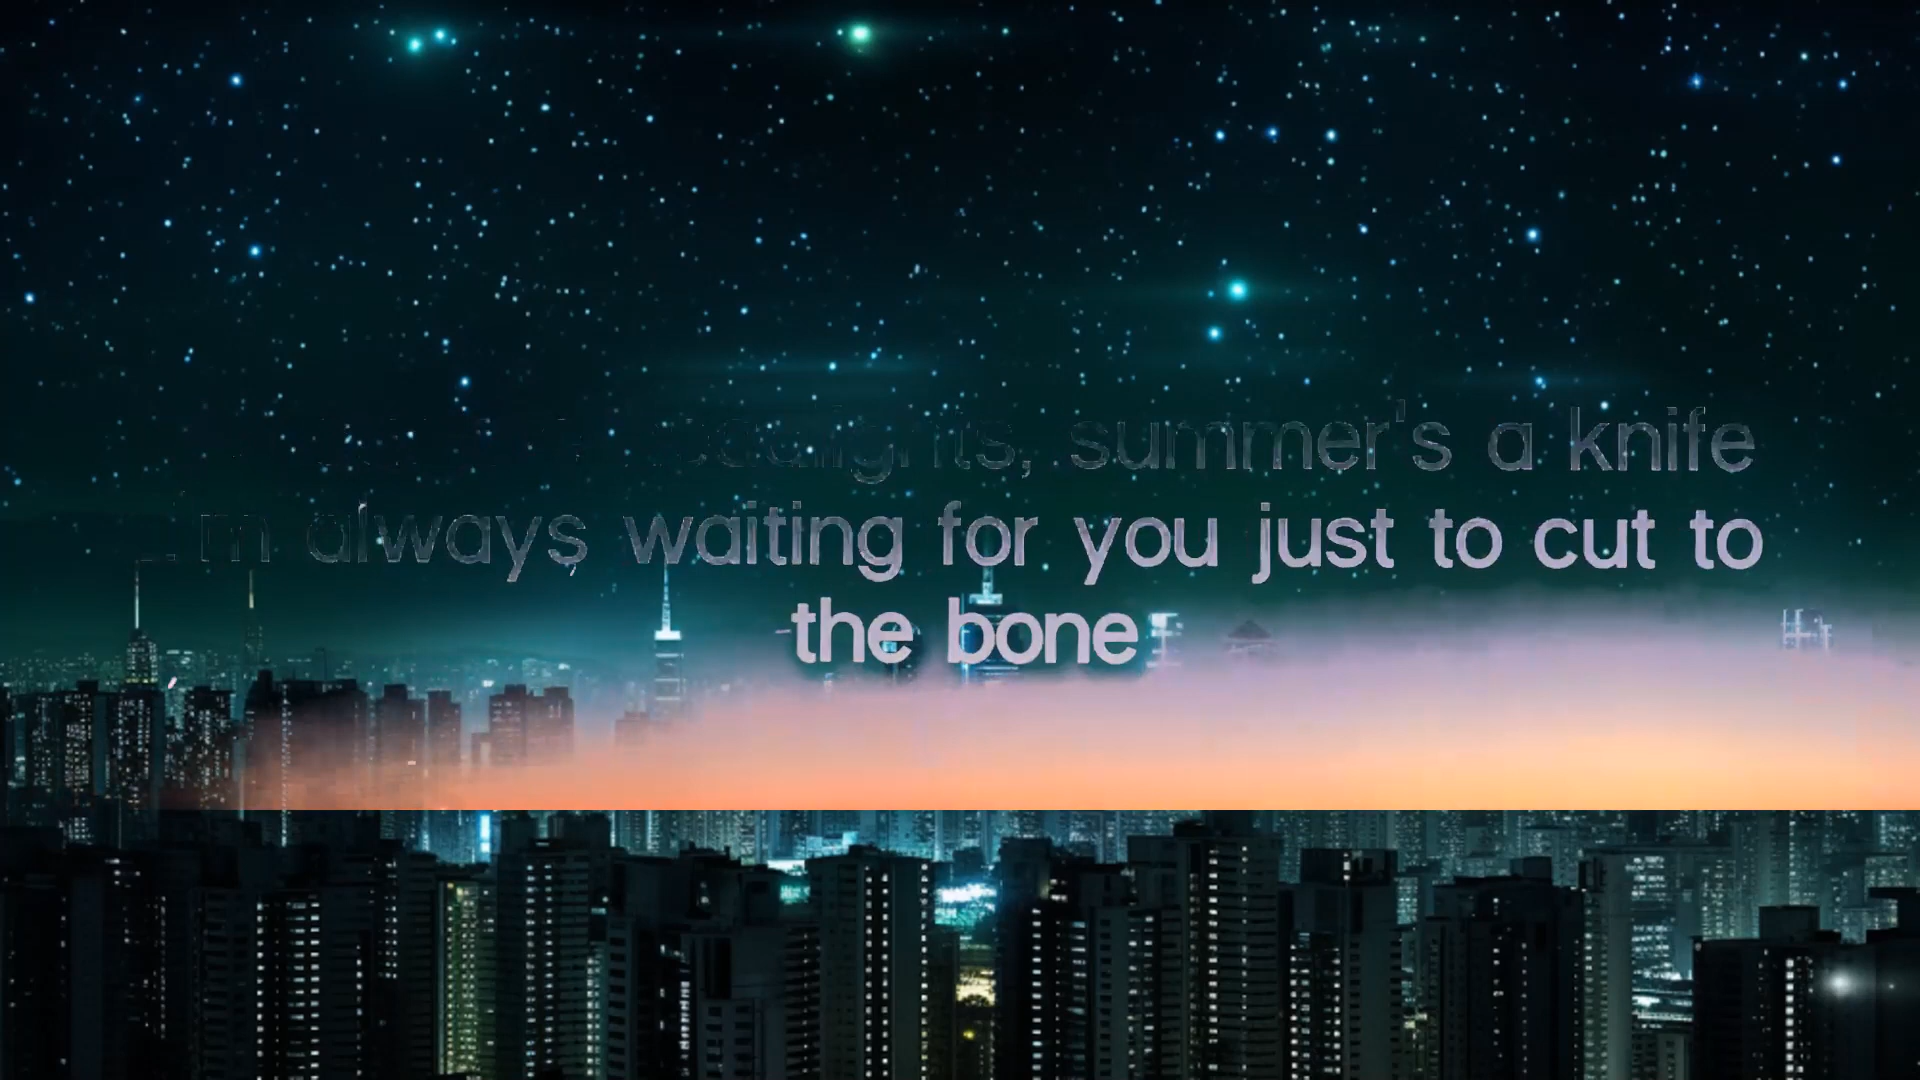 summer's a knife
I'm always waiting for you just to cut to
the bone